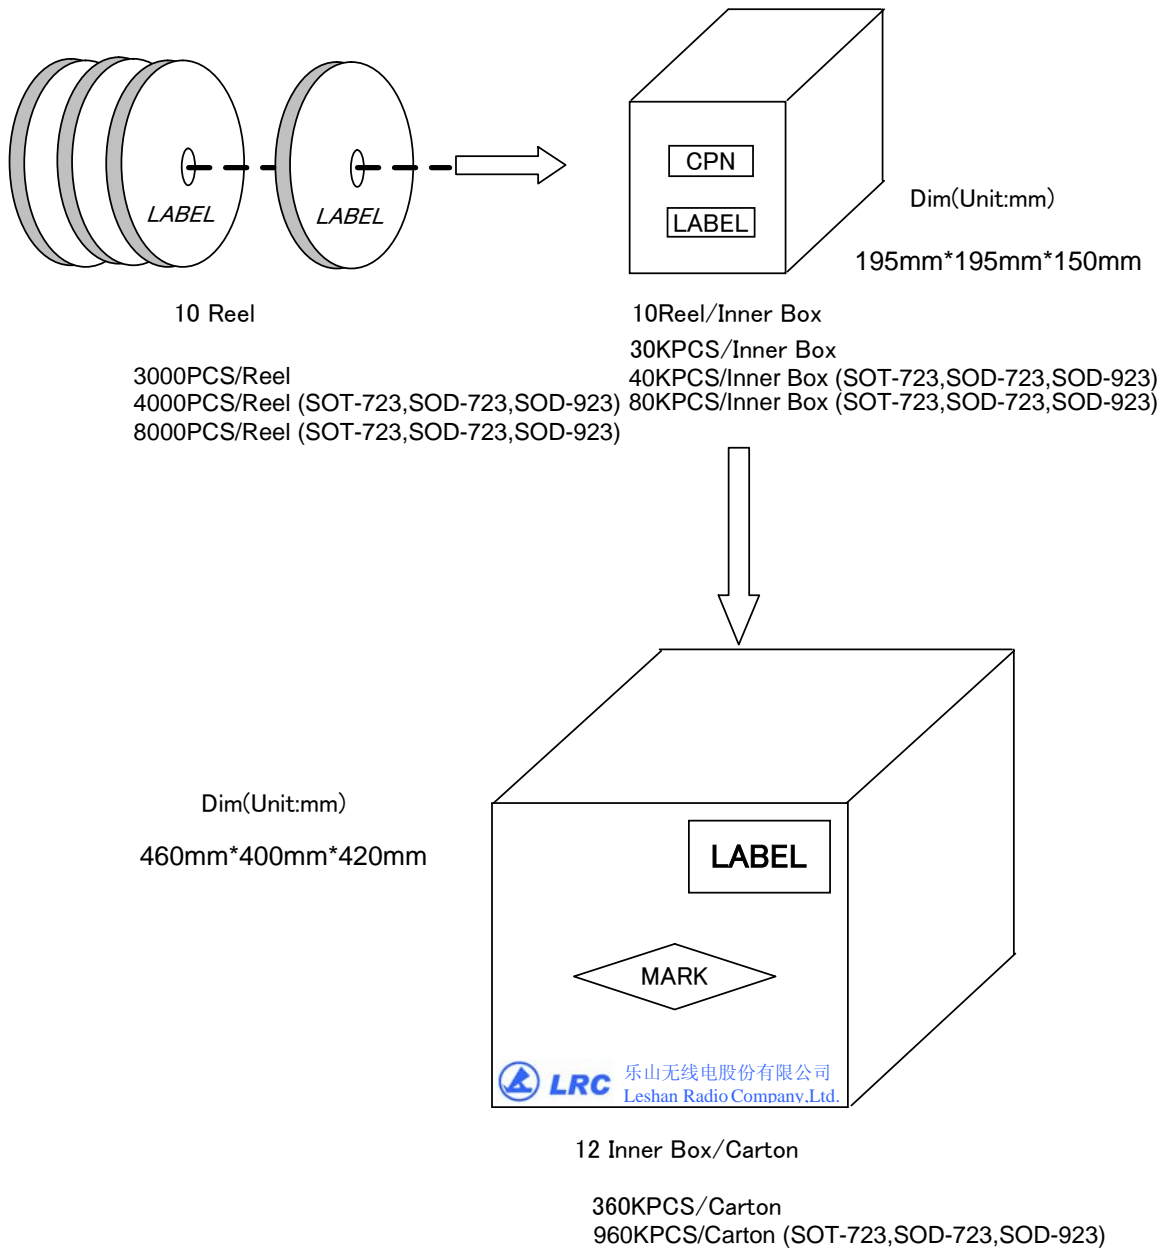 CPN
LABEL
LABEL
LABEL
Dim(Unit:mm)
195mm*195mm*150mm
10 Reel
3000PCS/Reel
4000PCS/Reel (SOT-723,SOD-723,SOD-923)
8000PCS/Reel (SOT-723,SOD-723,SOD-923)
10Reel/Inner Box
30KPCS/Inner Box
40KPCS/Inner Box (SOT-723,SOD-723,SOD-923)
80KPCS/Inner Box (SOT-723,SOD-723,SOD-923)
Dim(Unit:mm)
460mm*400mm*420mm
LABEL
MARK
LRC
乐山无线电股份有限公司
Leshan Radio Company,Ltd.
12 Inner Box/Carton
360KPCS/Carton
960KPCS/Carton (SOT-723,SOD-723,SOD-923)